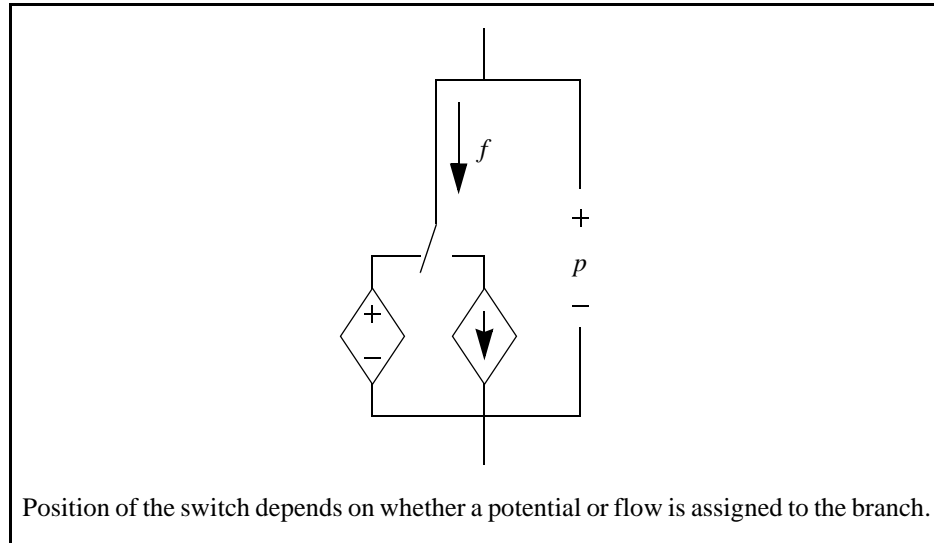 f
+
p
−
+
−
Position of the switch depends on whether a potential or flow is assigned to the branch.